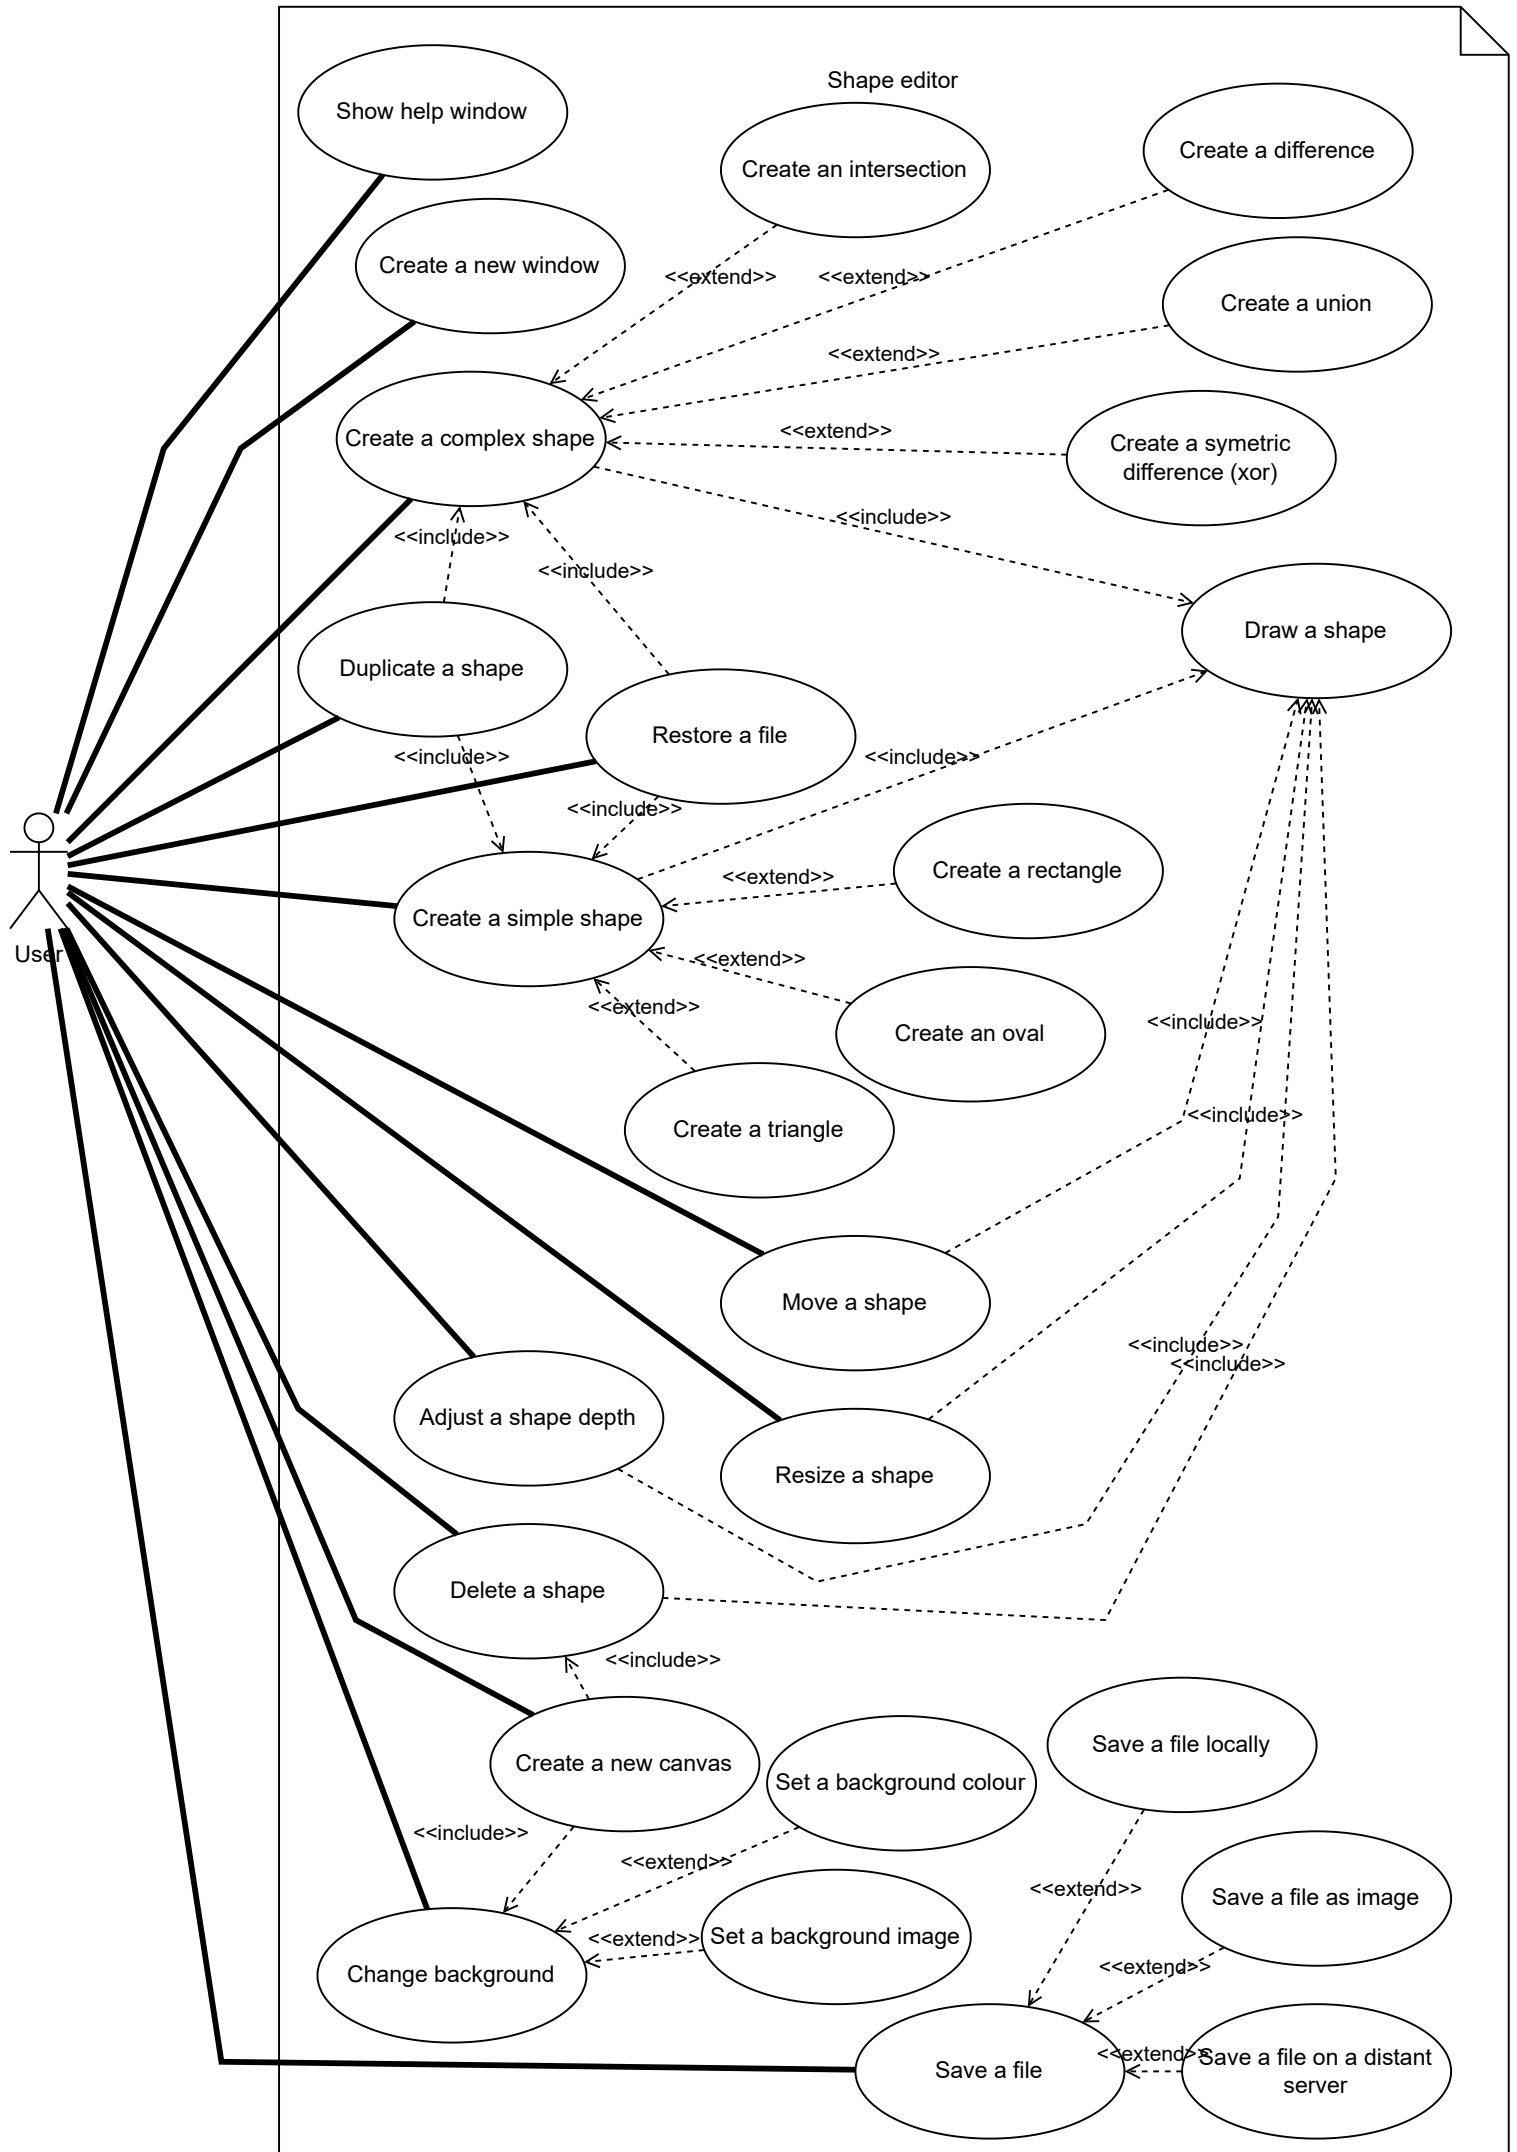 Shape editor
Show help window
Create an intersection
Create a difference
Create a new window
<<extend>>
<<extend>>
Create a union
<<extend>>
Create a complex shape
<<extend>>
Create a symetric
difference (xor)
<<include>>
<<include>>
<<include>>
Draw a shape
Duplicate a shape
Restore a file
<<include>>
<<include>>
<<include>>
Create a rectangle
<<extend>>
Create a simple shape
User
<<extend>>
<<extend>>
Create an oval
<<include>>
Create a triangle
<<include>>
Move a shape
<<include>>
<<include>>
Adjust a shape depth
Resize a shape
Delete a shape
<<include>>
Save a file locally
Create a new canvas
Set a background colour
<<include>>
<<extend>>
<<extend>>
Save a file as image
Set a background image
<<extend>>
<<extend>>
Change background
<<extend>>
Save a file on a distant
server
Save a file